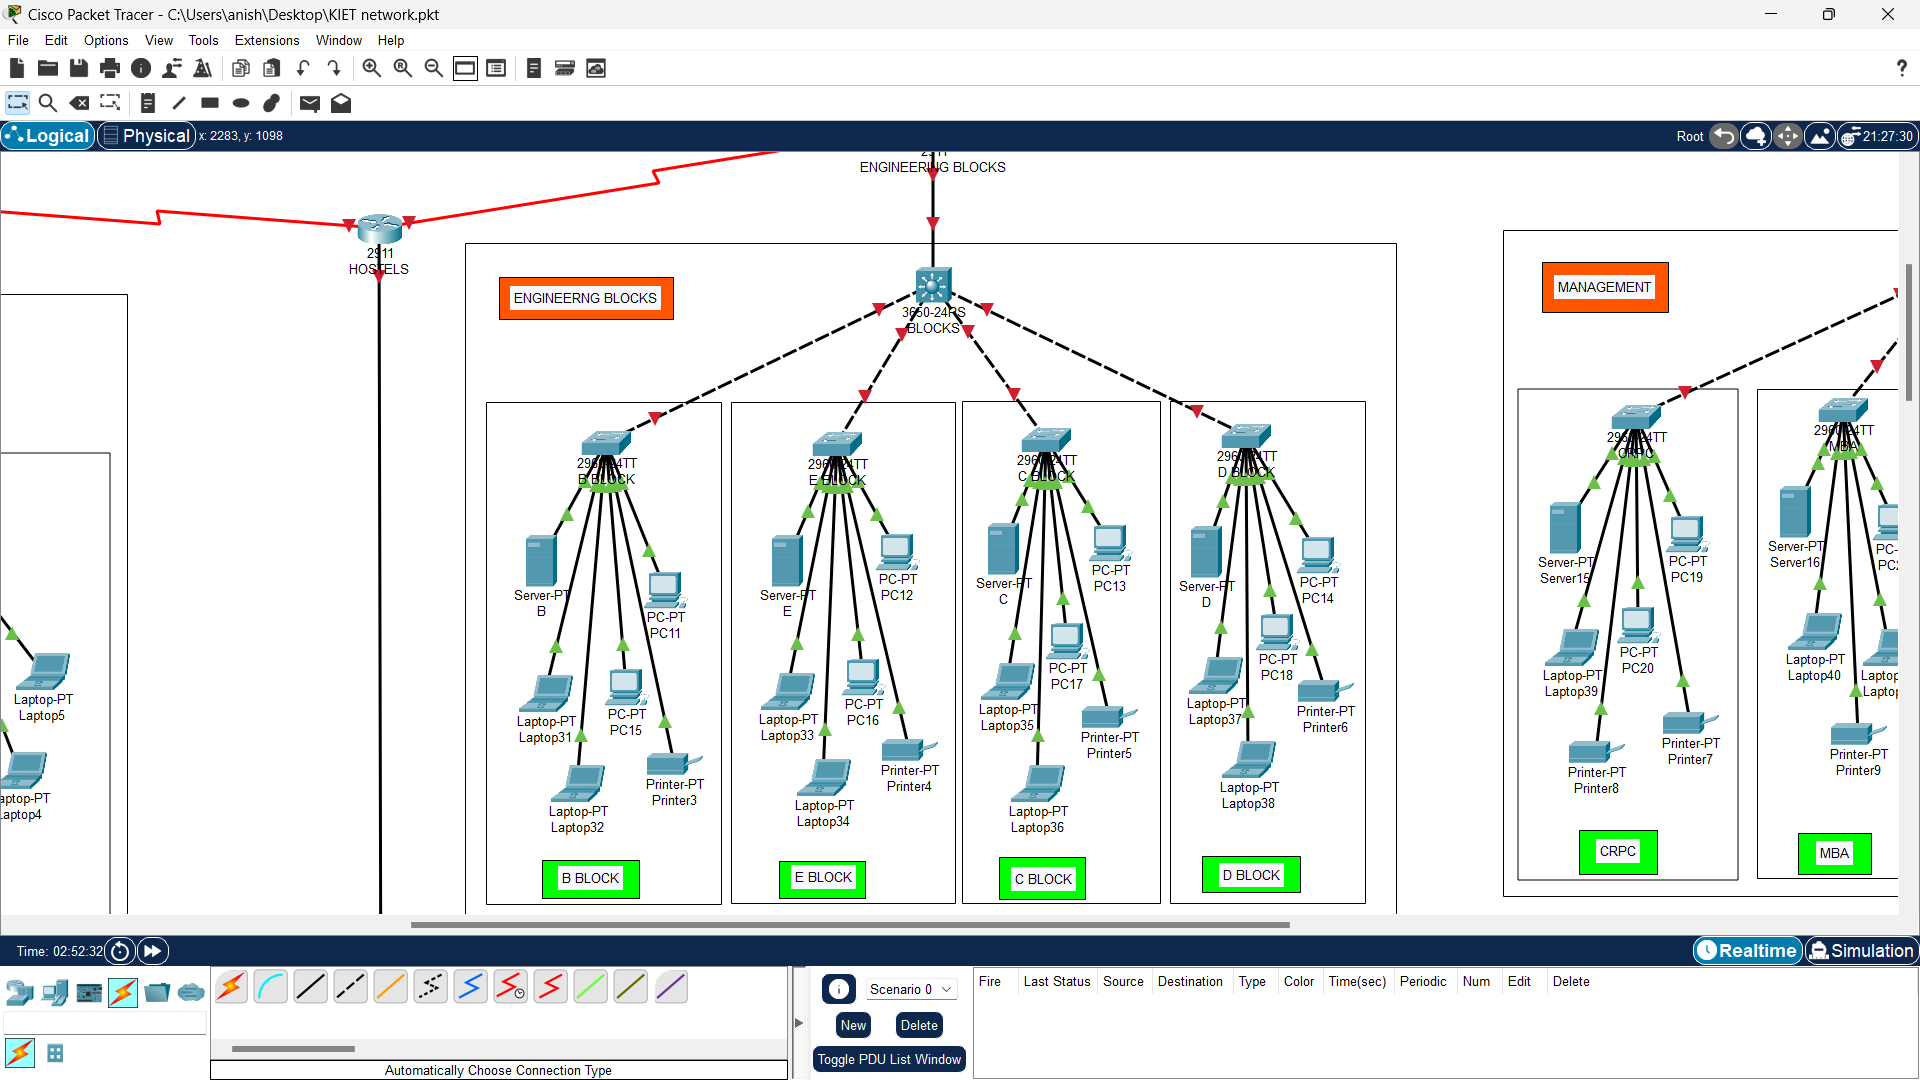 Cisco Packet Tracer - C:\Users\anish\Desktop\KIET network.pkt
File Edit Options View Tools Extensions Window Help
Logical Physical x: 2283, y: 1098 Root 21:27:30
2911
ENGINEERING BLOCKS
2911
HOSTELS
ENGINEERNG BLOCKS
3650-24PS
BLOCKS
MANAGEMENT
2960-24TT
B BLOCK
2960-24TT
E BLOCK
2960-24TT
C BLOCK
2960-24TT
D BLOCK
2960-24TT
CRPC
2960-24TT
MBA
Server-PT
B
PC-PT
PC11
Laptop-PT
Laptop31
PC-PT
PC15
Printer-PT
Printer3
Laptop-PT
Laptop32
B BLOCK
Server-PT
E
PC-PT
PC12
Laptop-PT
Laptop33
PC-PT
PC16
Printer-PT
Printer4
Laptop-PT
Laptop34
E BLOCK
Server-PT
C
PC-PT
PC13
Laptop-PT
Laptop35
PC-PT
PC17
Printer-PT
Printer5
Laptop-PT
Laptop36
C BLOCK
Server-PT
D
PC-PT
PC14
Laptop-PT
Laptop37
PC-PT
PC18
Printer-PT
Printer6
Laptop-PT
Laptop38
D BLOCK
Server-PT
Server15
PC-PT
PC19
Laptop-PT
Laptop39
PC-PT
PC20
Printer-PT
Printer7
Printer-PT
Printer8
CRPC
Server-PT
Server16
PC-
Laptop-PT
Laptop40
Laptop
Laptop
Printer-PT
Printer9
MBA
Laptop-PT
Laptop5
aptop-PT
aptop4
Time: 02:52:32 Realtime Simulation
Scenario 0
New Delete
Toggle PDU List Window
Fire Last Status Source Destination Type Color Time(sec) Periodic Num Edit Delete
Automatically Choose Connection Type